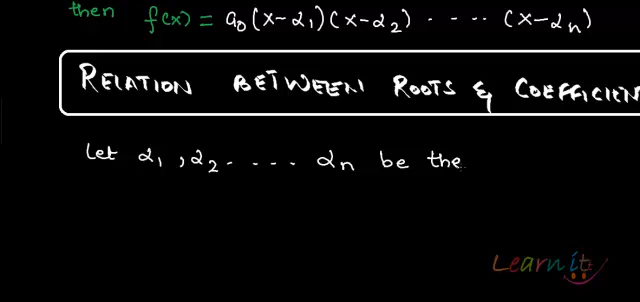 then f(x) = a₀(x-α₁)(x-α₂) ..... (x-αₙ)
RELATION BETWEEN ROOTS & COEFFICIEN
Let α₁, α₂ ..... αₙ be the
Learnit